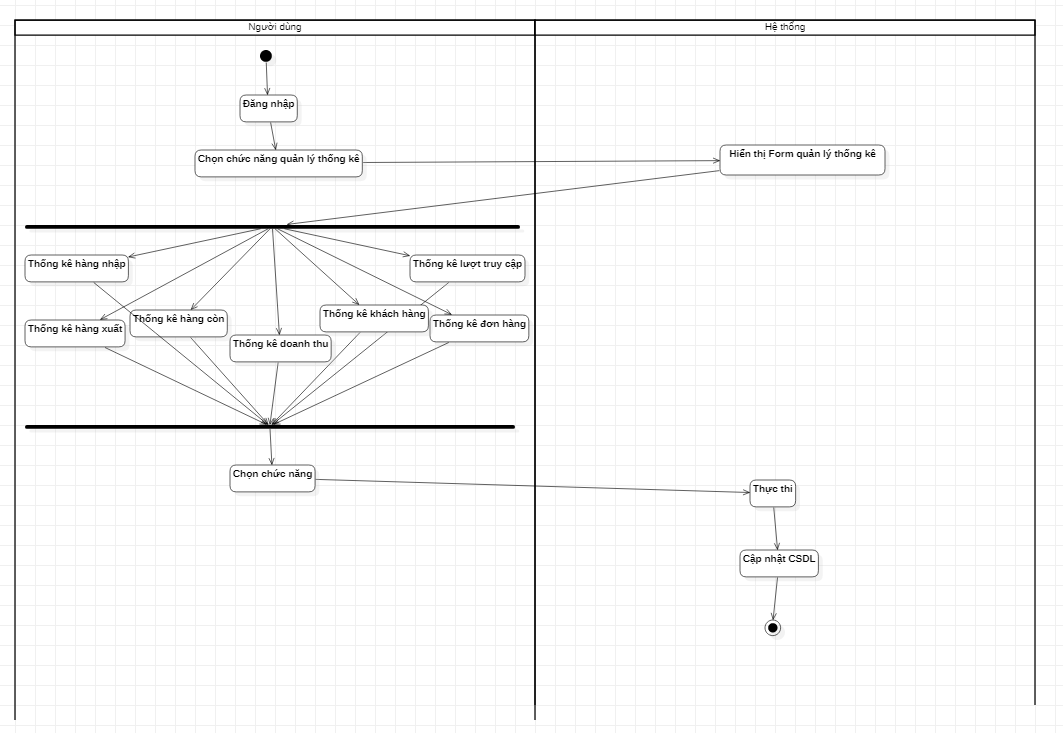 Người dùng
Hệ thống
Đăng nhập
Chọn chức năng quản lý thống kê
Hiển thị Form quản lý thống kê
Thống kê hàng nhập
Thống kê lượt truy cập
Thống kê hàng xuất
Thống kê hàng còn
Thống kê doanh thu
Thống kê khách hàng
Thống kê đơn hàng
Chọn chức năng
Thực thi
Cập nhật CSDL